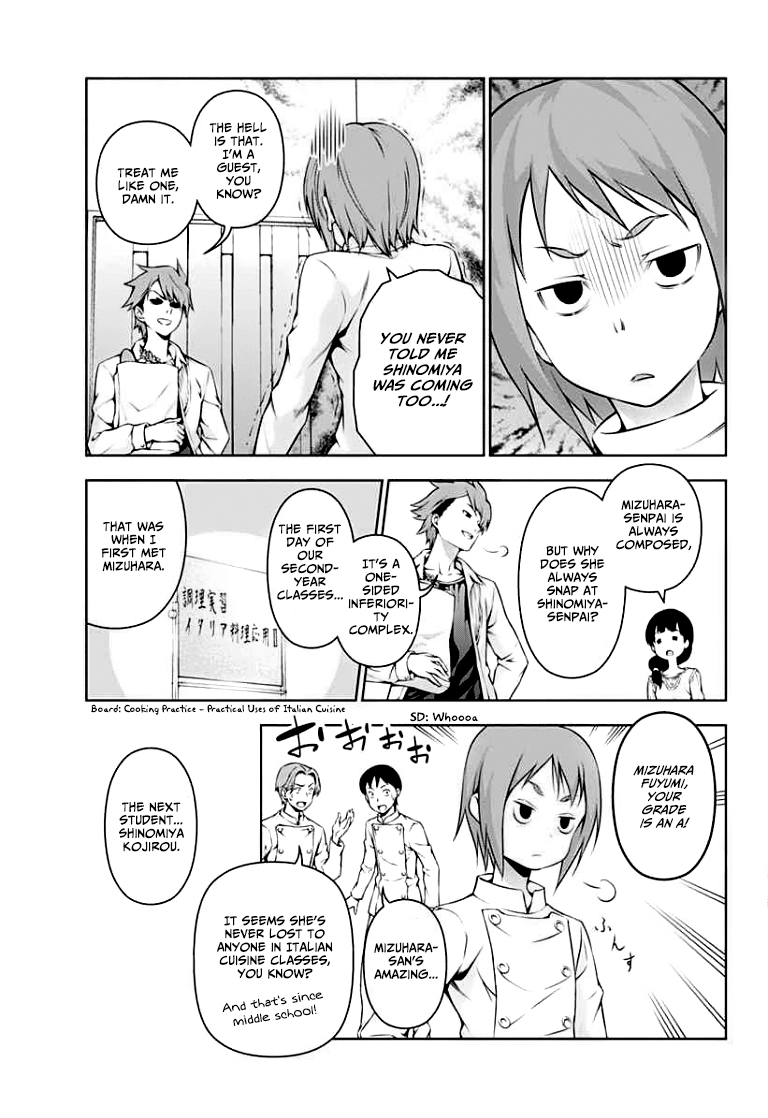 YOU NEVER
TOLD ME
SHINOMIYA
WAS COMING
TOO...!
THE HELL
IS THAT.
I'M A
GUEST,
YOU
KNOW?
TREAT ME
LIKE ONE,
DAMN IT.
MIZUHARA-
SENPAI IS
ALWAYS
COMPOSED,
BUT WHY
DOES SHE
ALWAYS
SNAP AT
SHINOMIYA-
SENPAI?
IT'S A
ONE-
SIDED
INFERIORI-
TY
COMPLEX.
THE FIRST
DAY OF
OUR
SECOND-
YEAR
CLASSES...
THAT WAS
WHEN I
FIRST MET
MIZUHARA.
調理実習
イタリア料理応用Ⅱ
Board: Cooking Practice - Practical Uses of Italian Cuisine
SD: Whoooa
おおおお
MIZUHARA
FUYUMI,
YOUR
GRADE
IS AN A!
ふんす
MIZUHARA-
SAN'S
AMAZING...
IT SEEMS SHE'S
NEVER LOST TO
ANYONE IN ITALIAN
CUISINE CLASSES,
YOU KNOW?
And that's since
middle school!
THE NEXT
STUDENT...
SHINOMIYA
KOJIROU.